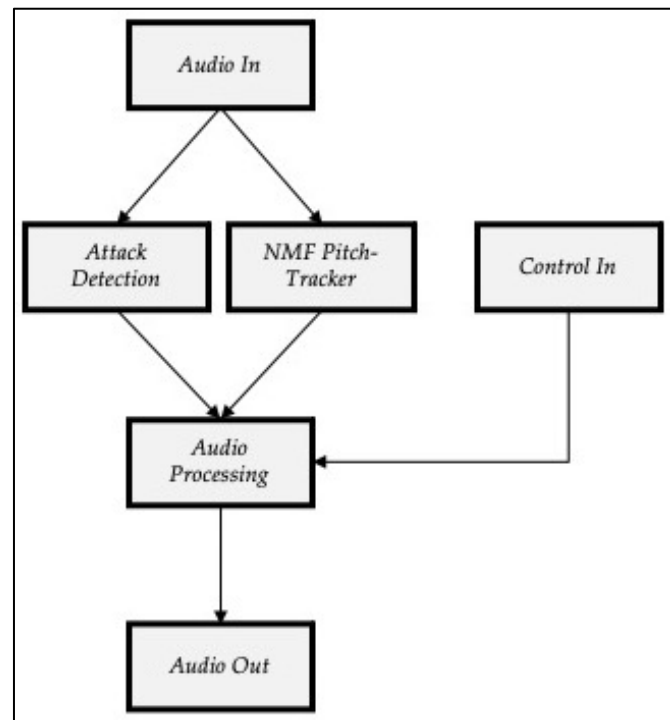 Audio In
Attack
Detection
NMF Pitch-
Tracker
Control In
Audio
Processing
Audio Out